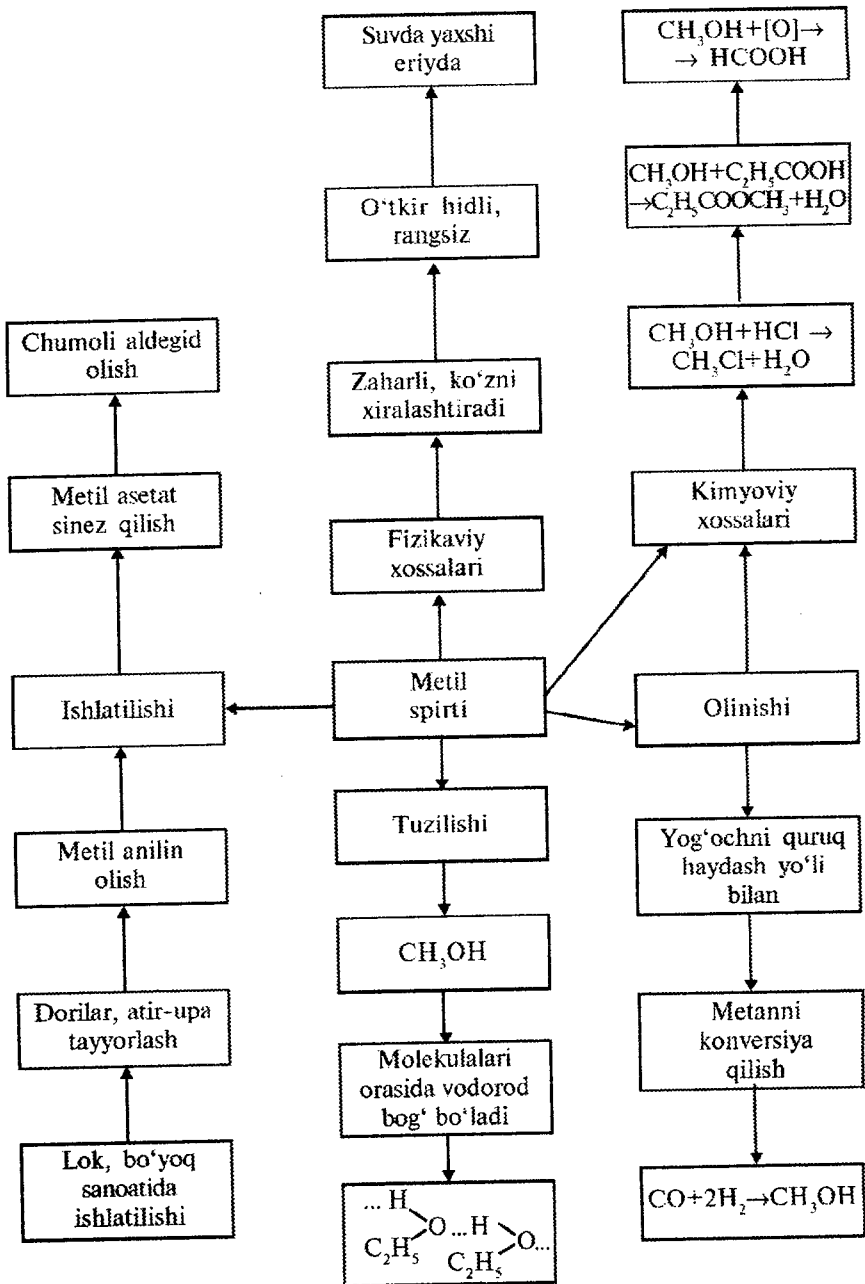 Suvda yaxshi
eriyda
O‘tkir hidli,
rangsiz
Zaharli, ko‘zni
xiralashtiradi
Fizikaviy
xossalari
Metil
spirti
Tuzilishi
CH₃OH
Molekulalari
orasida vodorod
bog‘ bo‘ladi
... H
O ... H
O...
C₂H₅
C₂H₅
Chumoli aldegid
olish
Metil asetat
sinez qilish
Ishlatilishi
Metil anilin
olish
Dorilar, atir-upa
tayyorlash
Lok, bo‘yoq
sanoatida
ishlatilishi
CH₃OH+[O]→
→ HCOOH
CH₃OH+C₂H₅COOH
→C₂H₅COOCH₃+H₂O
CH₃OH+HCl →
CH₃Cl+H₂O
Kimyoviy
xossalari
Olinishi
Yog‘ochni quruq
haydash yo‘li
bilan
Metanni
konversiya
qilish
CO+2H₂→CH₃OH